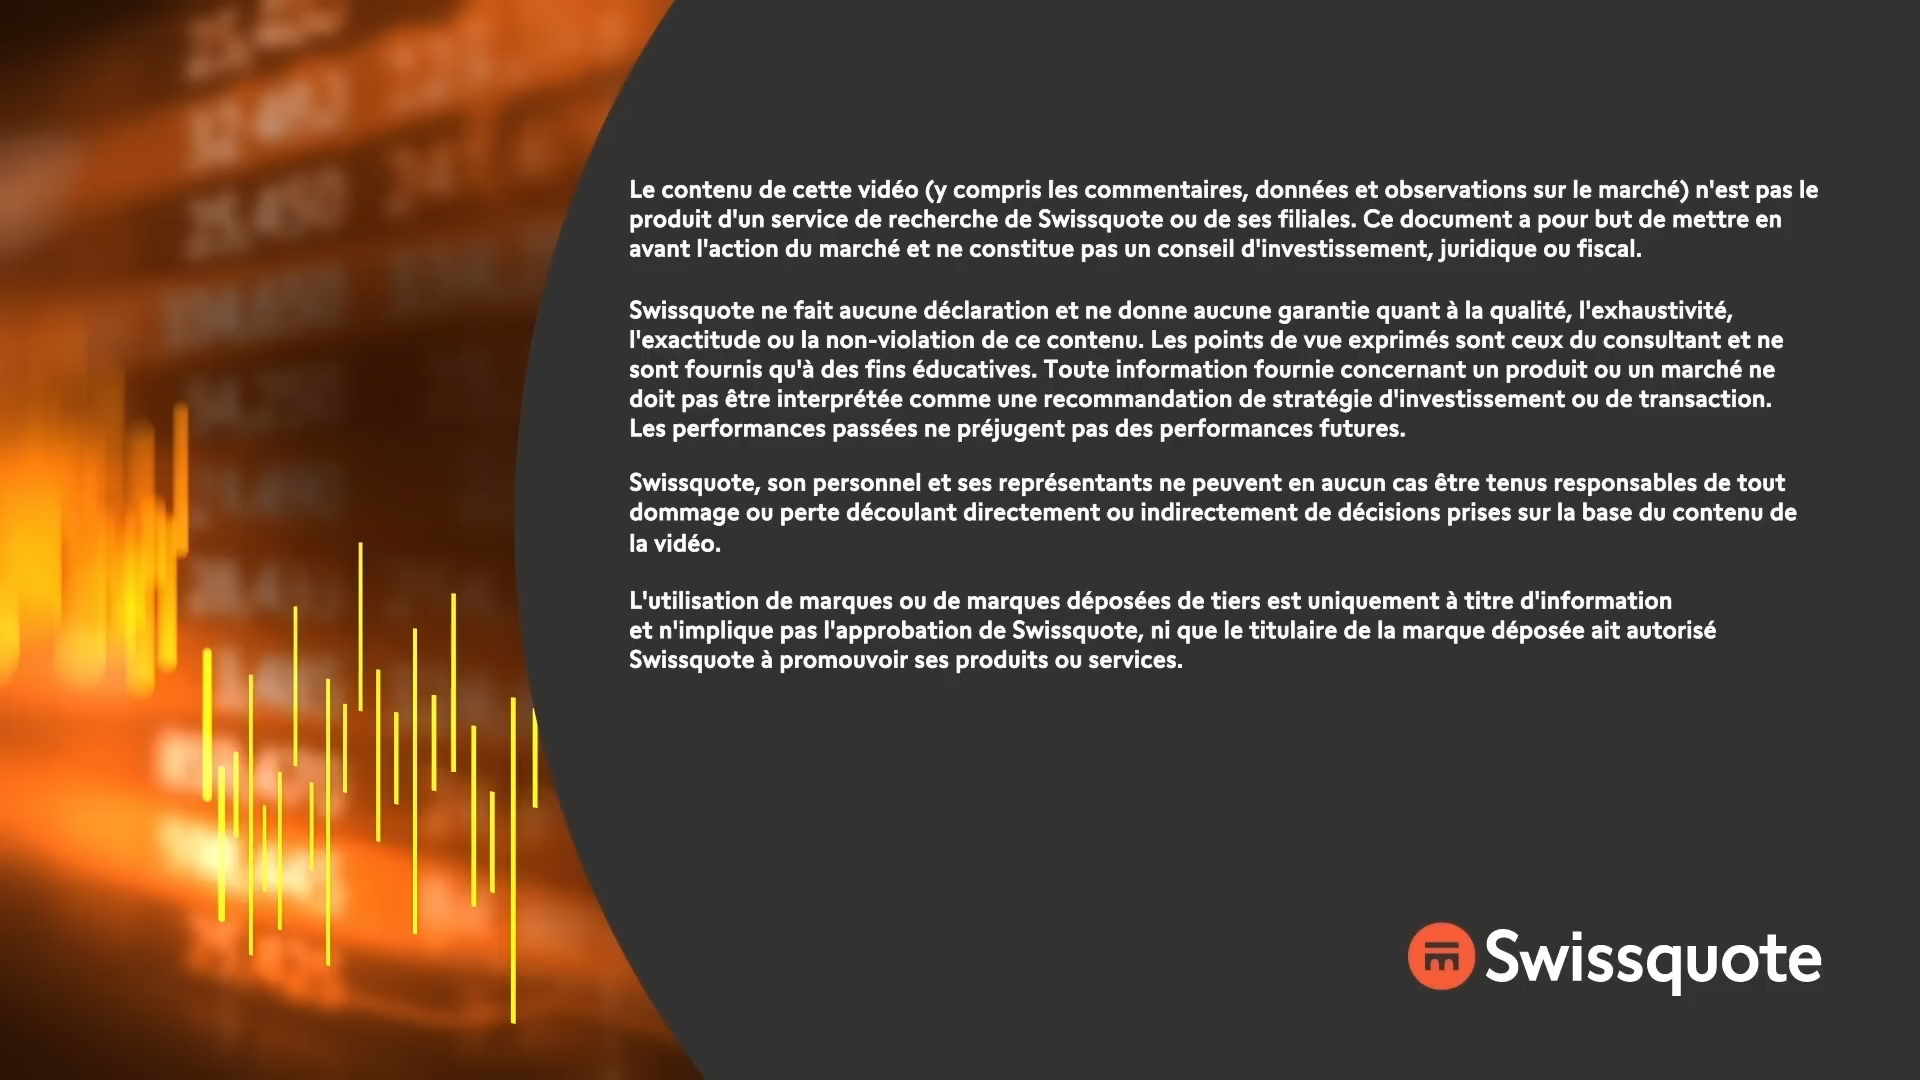 Le contenu de cette vidéo (y compris les commentaires, données et observations sur le marché) n'est pas le
produit d'un service de recherche de Swissquote ou de ses filiales. Ce document a pour but de mettre en
avant l'action du marché et ne constitue pas un conseil d'investissement, juridique ou fiscal.
Swissquote ne fait aucune déclaration et ne donne aucune garantie quant à la qualité, l'exhaustivité,
l'exactitude ou la non-violation de ce contenu. Les points de vue exprimés sont ceux du consultant et ne
sont fournis qu'à des fins éducatives. Toute information fournie concernant un produit ou un marché ne
doit pas être interprétée comme une recommandation de stratégie d'investissement ou de transaction.
Les performances passées ne préjugent pas des performances futures.
Swissquote, son personnel et ses représentants ne peuvent en aucun cas être tenus responsables de tout
dommage ou perte découlant directement ou indirectement de décisions prises sur la base du contenu de
la vidéo.
L'utilisation de marques ou de marques déposées de tiers est uniquement à titre d'information
et n'implique pas l'approbation de Swissquote, ni que le titulaire de la marque déposée ait autorisé
Swissquote à promouvoir ses produits ou services.
Swissquote